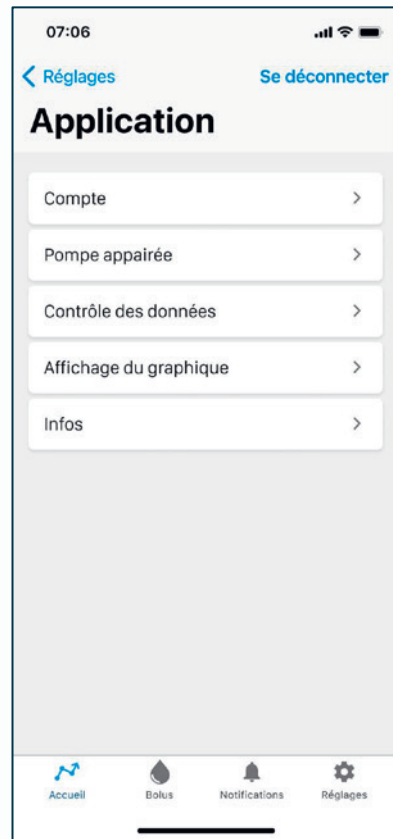 07:06
Réglages Se déconnecter
Application
Compte
Pompe appairée
Contrôle des données
Affichage du graphique
Infos
Accueil Bolus Notifications Réglages